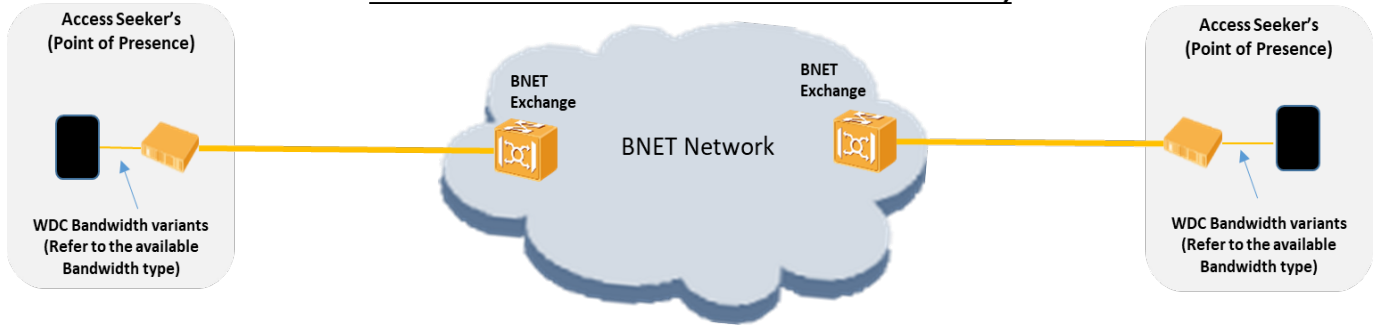 Access Seeker's
(Point of Presence)
WDC Bandwidth variants
(Refer to the available
Bandwidth type)
BNET
Exchange
BNET Network
BNET
Exchange
Access Seeker's
(Point of Presence)
WDC Bandwidth variants
(Refer to the available
Bandwidth type)